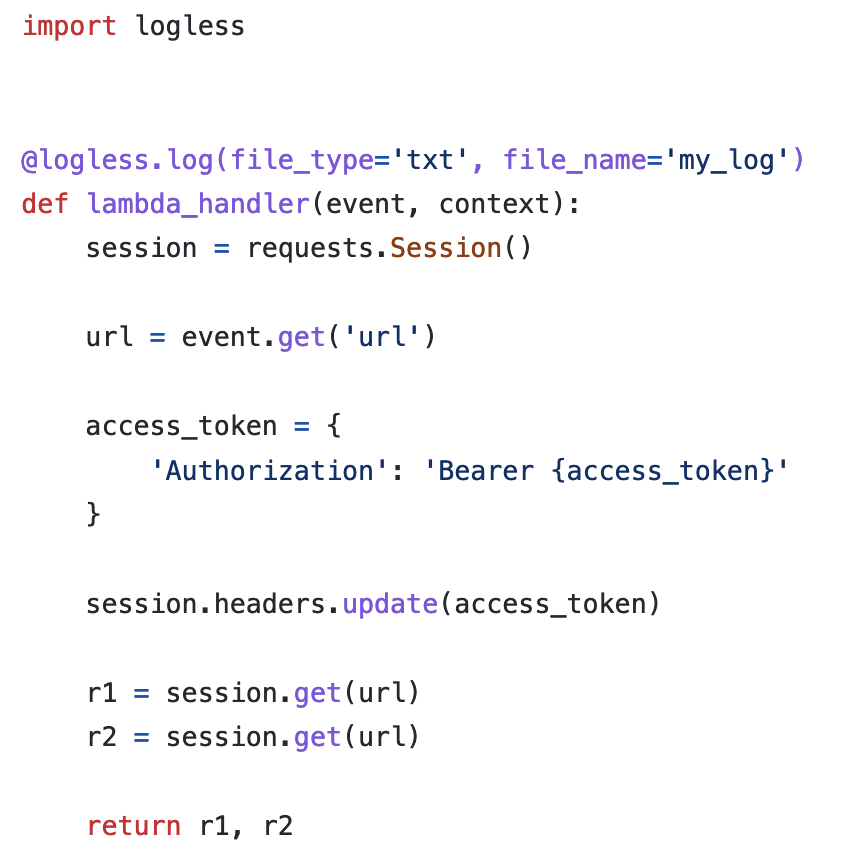 import logless
@logless.log(file_type='txt', file_name='my_log')
def lambda_handler(event, context):
    session = requests.Session()
    url = event.get('url')
    access_token = {
        'Authorization': 'Bearer {access_token}'
    }
    session.headers.update(access_token)
    r1 = session.get(url)
    r2 = session.get(url)
    return r1, r2